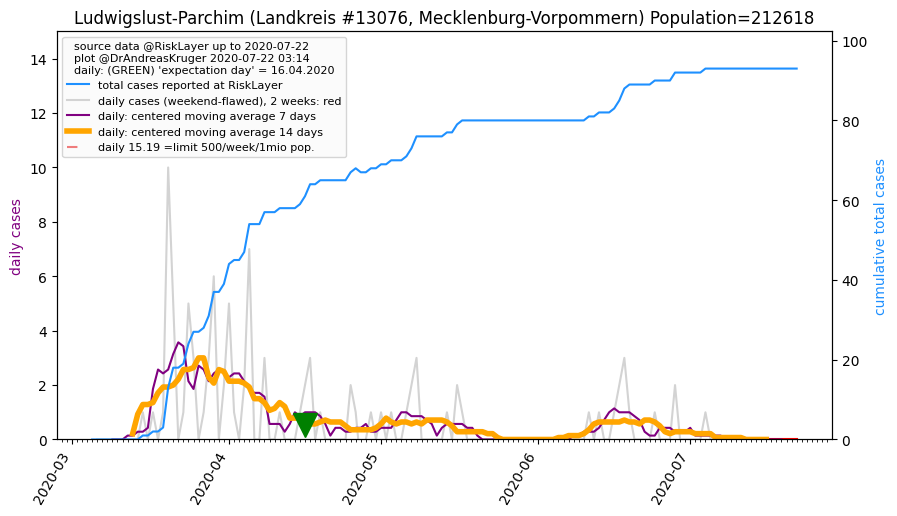 Ludwigslust-Parchim (Landkreis #13076, Mecklenburg-Vorpommern) Population=212618
source data @RiskLayer up to 2020-07-22
plot @DrAndreasKruger 2020-07-22 03:14
daily: (GREEN) 'expectation day' = 16.04.2020
total cases reported at RiskLayer
daily cases (weekend-flawed), 2 weeks: red
daily: centered moving average 7 days
daily: centered moving average 14 days
daily 15.19 =limit 500/week/1mio pop.
daily cases
14
12
10
8
6
4
2
0
100
80
60
40
20
0
cumulative total cases
2020-03
2020-04
2020-05
2020-06
2020-07